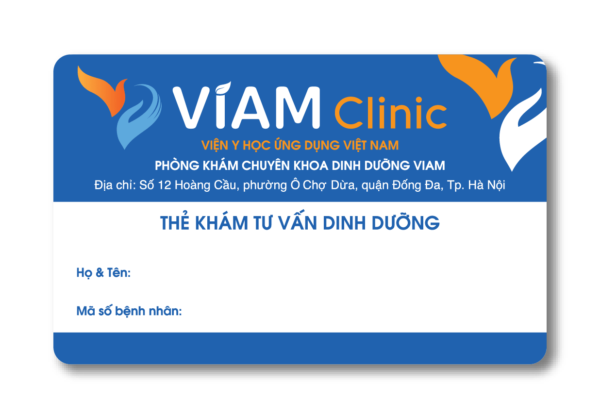 VIAM Clinic
VIỆN Y HỌC ỨNG DỤNG VIỆT NAM
PHÒNG KHÁM CHUYÊN KHOA DINH DƯỠNG VIAM
Địa chỉ: Số 12 Hoàng Cầu, phường Ô Chợ Dừa, quận Đống Đa, Tp. Hà Nội
THẺ KHÁM TƯ VẤN DINH DƯỠNG
Họ & Tên:
Mã số bệnh nhân: